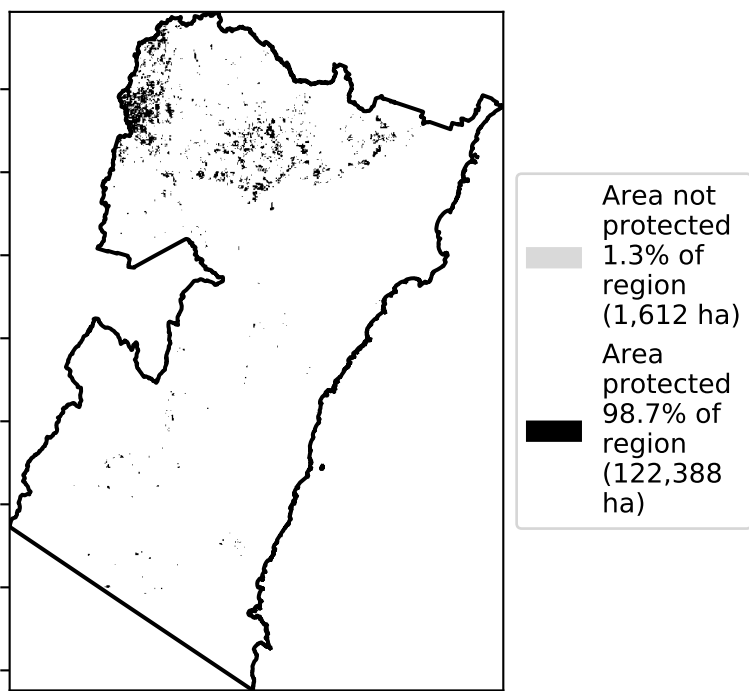 Area not
protected
1.3% of
region
(1,612 ha)
Area
protected
98.7% of
region
(122,388
ha)